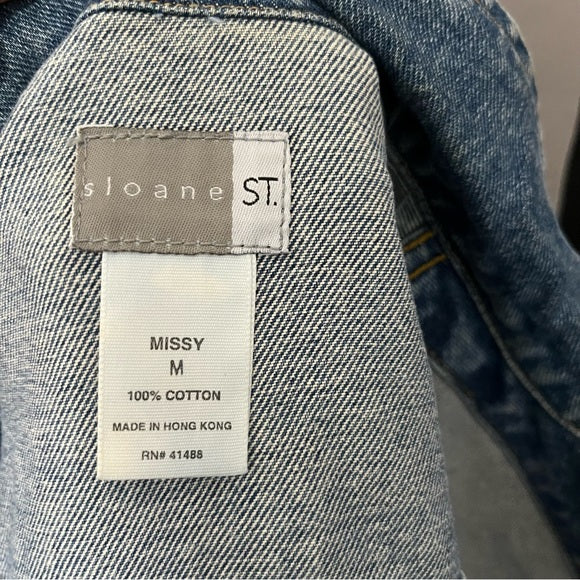 sloane ST.
MISSY
M
100% COTTON
MADE IN HONG KONG
RN# 41488